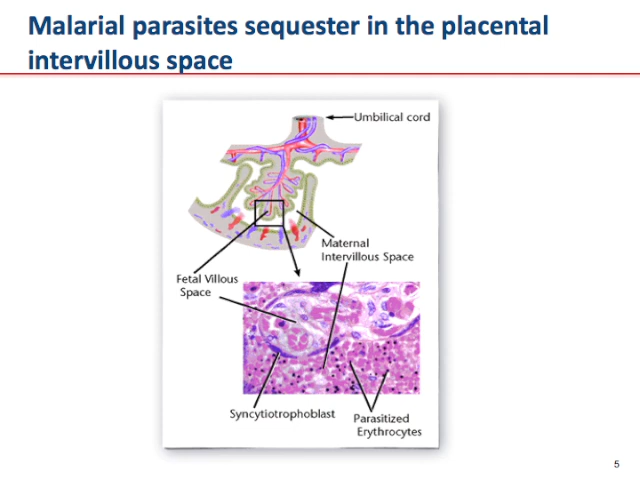 Malarial parasites sequester in the placental
intervillous space
Umbilical cord
Maternal
Intervillous Space
Fetal Villous
Space
Syncytiotrophoblast
Parasitized
Erythrocytes
5